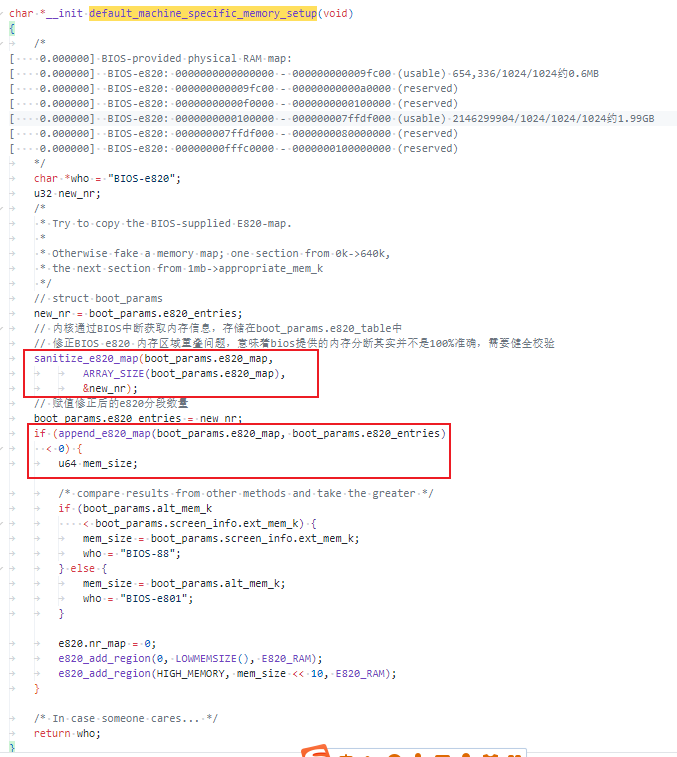 char *__init default_machine_specific_memory_setup(void)
{
/*
[    0.000000] BIOS-provided physical RAM map:
[    0.000000]  BIOS-e820: 0000000000000000 - 000000000009fc00 (usable) 654,336/1024/1024约0.6MB
[    0.000000]  BIOS-e820: 000000000009fc00 - 00000000000a0000 (reserved)
[    0.000000]  BIOS-e820: 00000000000f0000 - 0000000000100000 (reserved)
[    0.000000]  BIOS-e820: 0000000000100000 - 000000007ffdf000 (usable) 2146299904/1024/1024/1024约1.99GB
[    0.000000]  BIOS-e820: 000000007ffdf000 - 0000000080000000 (reserved)
[    0.000000]  BIOS-e820: 00000000fffc0000 - 0000000100000000 (reserved)
*/
char *who = "BIOS-e820";
u32 new_nr;
/*
* Try to copy the BIOS-supplied E820-map.
*
* Otherwise fake a memory map; one section from 0k->640k,
* the next section from 1mb->appropriate_mem_k
*/
// struct boot_params
new_nr = boot_params.e820_entries;
// 内核通过BIOS中断获取内存信息，存储在boot_params.e820_table中
// 修正BIOS e820 内存区域重叠问题，意味着bios提供的内存分断其实并不是100%准确，需要健全校验
sanitize_e820_map(boot_params.e820_map,
ARRAY_SIZE(boot_params.e820_map),
&new_nr);
// 赋值修正后的e820分段数量
boot_params.e820_entries = new_nr;
if (append_e820_map(boot_params.e820_map, boot_params.e820_entries)
< 0) {
u64 mem_size;
/* compare results from other methods and take the greater */
if (boot_params.alt_mem_k
< boot_params.screen_info.ext_mem_k) {
mem_size = boot_params.screen_info.ext_mem_k;
who = "BIOS-88";
} else {
mem_size = boot_params.alt_mem_k;
who = "BIOS-e801";
}
e820.nr_map = 0;
e820_add_region(0, LOWMEMSIZE(), E820_RAM);
e820_add_region(HIGH_MEMORY, mem_size << 10, E820_RAM);
}
/* In case someone cares... */
return who;
}